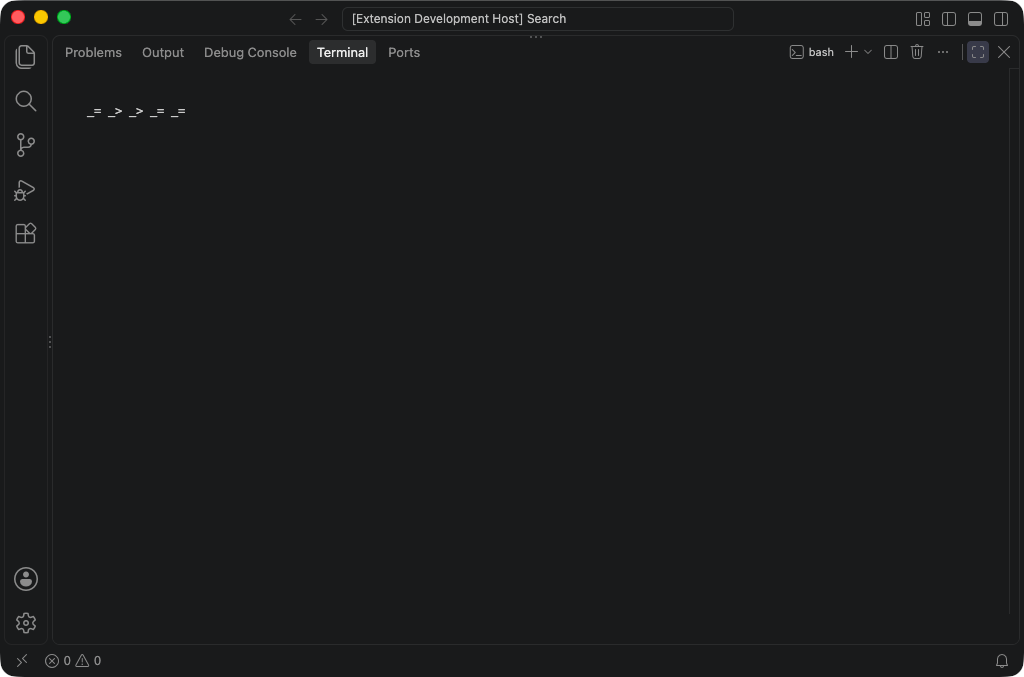 [Extension Development Host] Search
Problems Output Debug Console Terminal Ports bash
_= _> _> _= _=
0 0